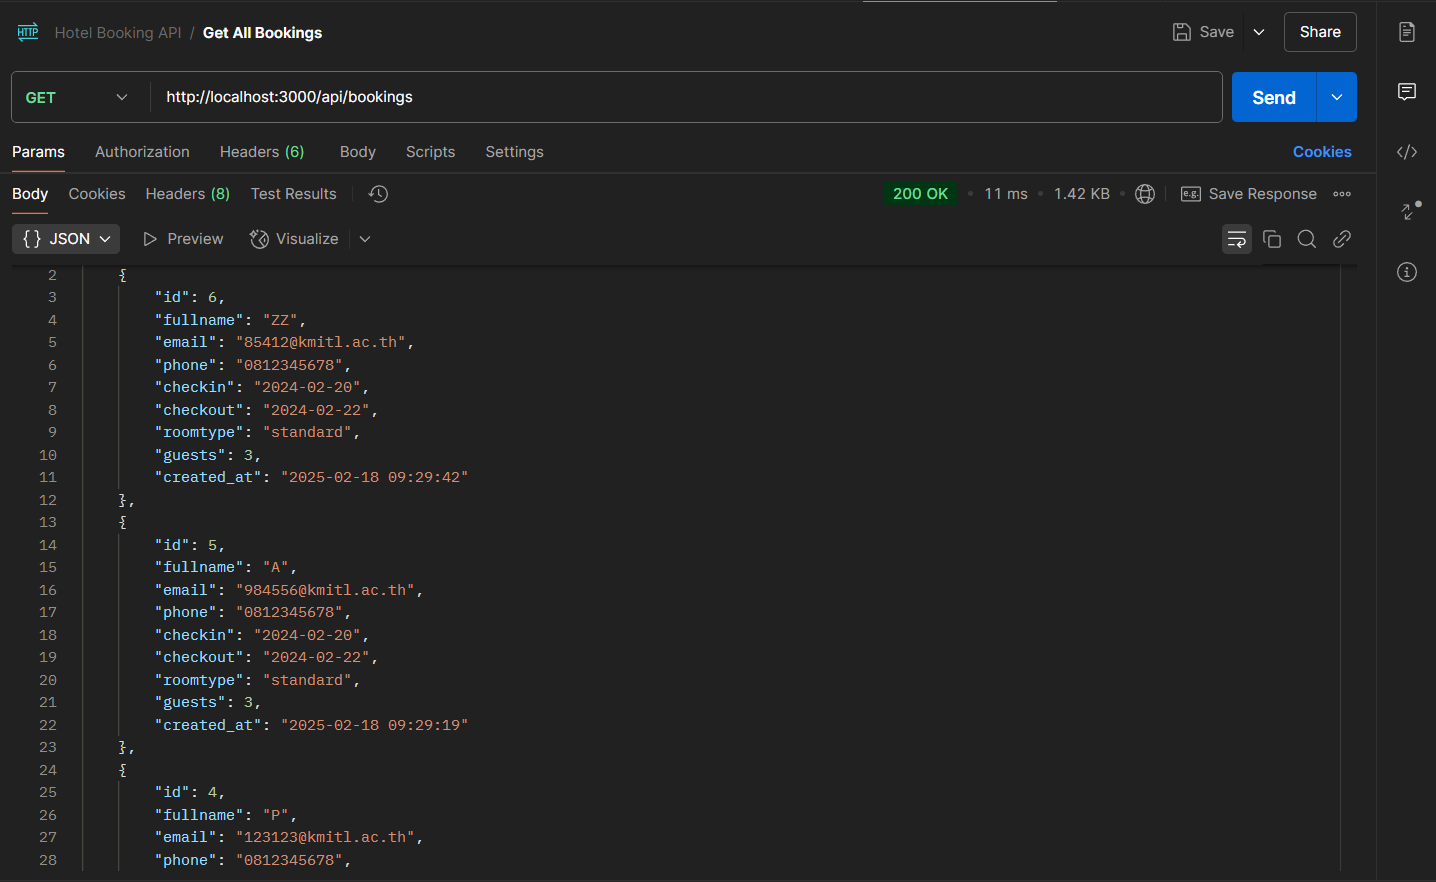 HTTP Hotel Booking API / Get All Bookings Save Share
GET http://localhost:3000/api/bookings Send
Params Authorization Headers (6) Body Scripts Settings Cookies
Body Cookies Headers (8) Test Results 200 OK • 11 ms • 1.42 KB • e.g. Save Response
{} JSON Preview Visualize
2 {
3 "id": 6,
4 "fullname": "ZZ",
5 "email": "85412@kmitl.ac.th",
6 "phone": "0812345678",
7 "checkin": "2024-02-20",
8 "checkout": "2024-02-22",
9 "roomtype": "standard",
10 "guests": 3,
11 "created_at": "2025-02-18 09:29:42"
12 },
13 {
14 "id": 5,
15 "fullname": "A",
16 "email": "984556@kmitl.ac.th",
17 "phone": "0812345678",
18 "checkin": "2024-02-20",
19 "checkout": "2024-02-22",
20 "roomtype": "standard",
21 "guests": 3,
22 "created_at": "2025-02-18 09:29:19"
23 },
24 {
25 "id": 4,
26 "fullname": "P",
27 "email": "123123@kmitl.ac.th",
28 "phone": "0812345678",